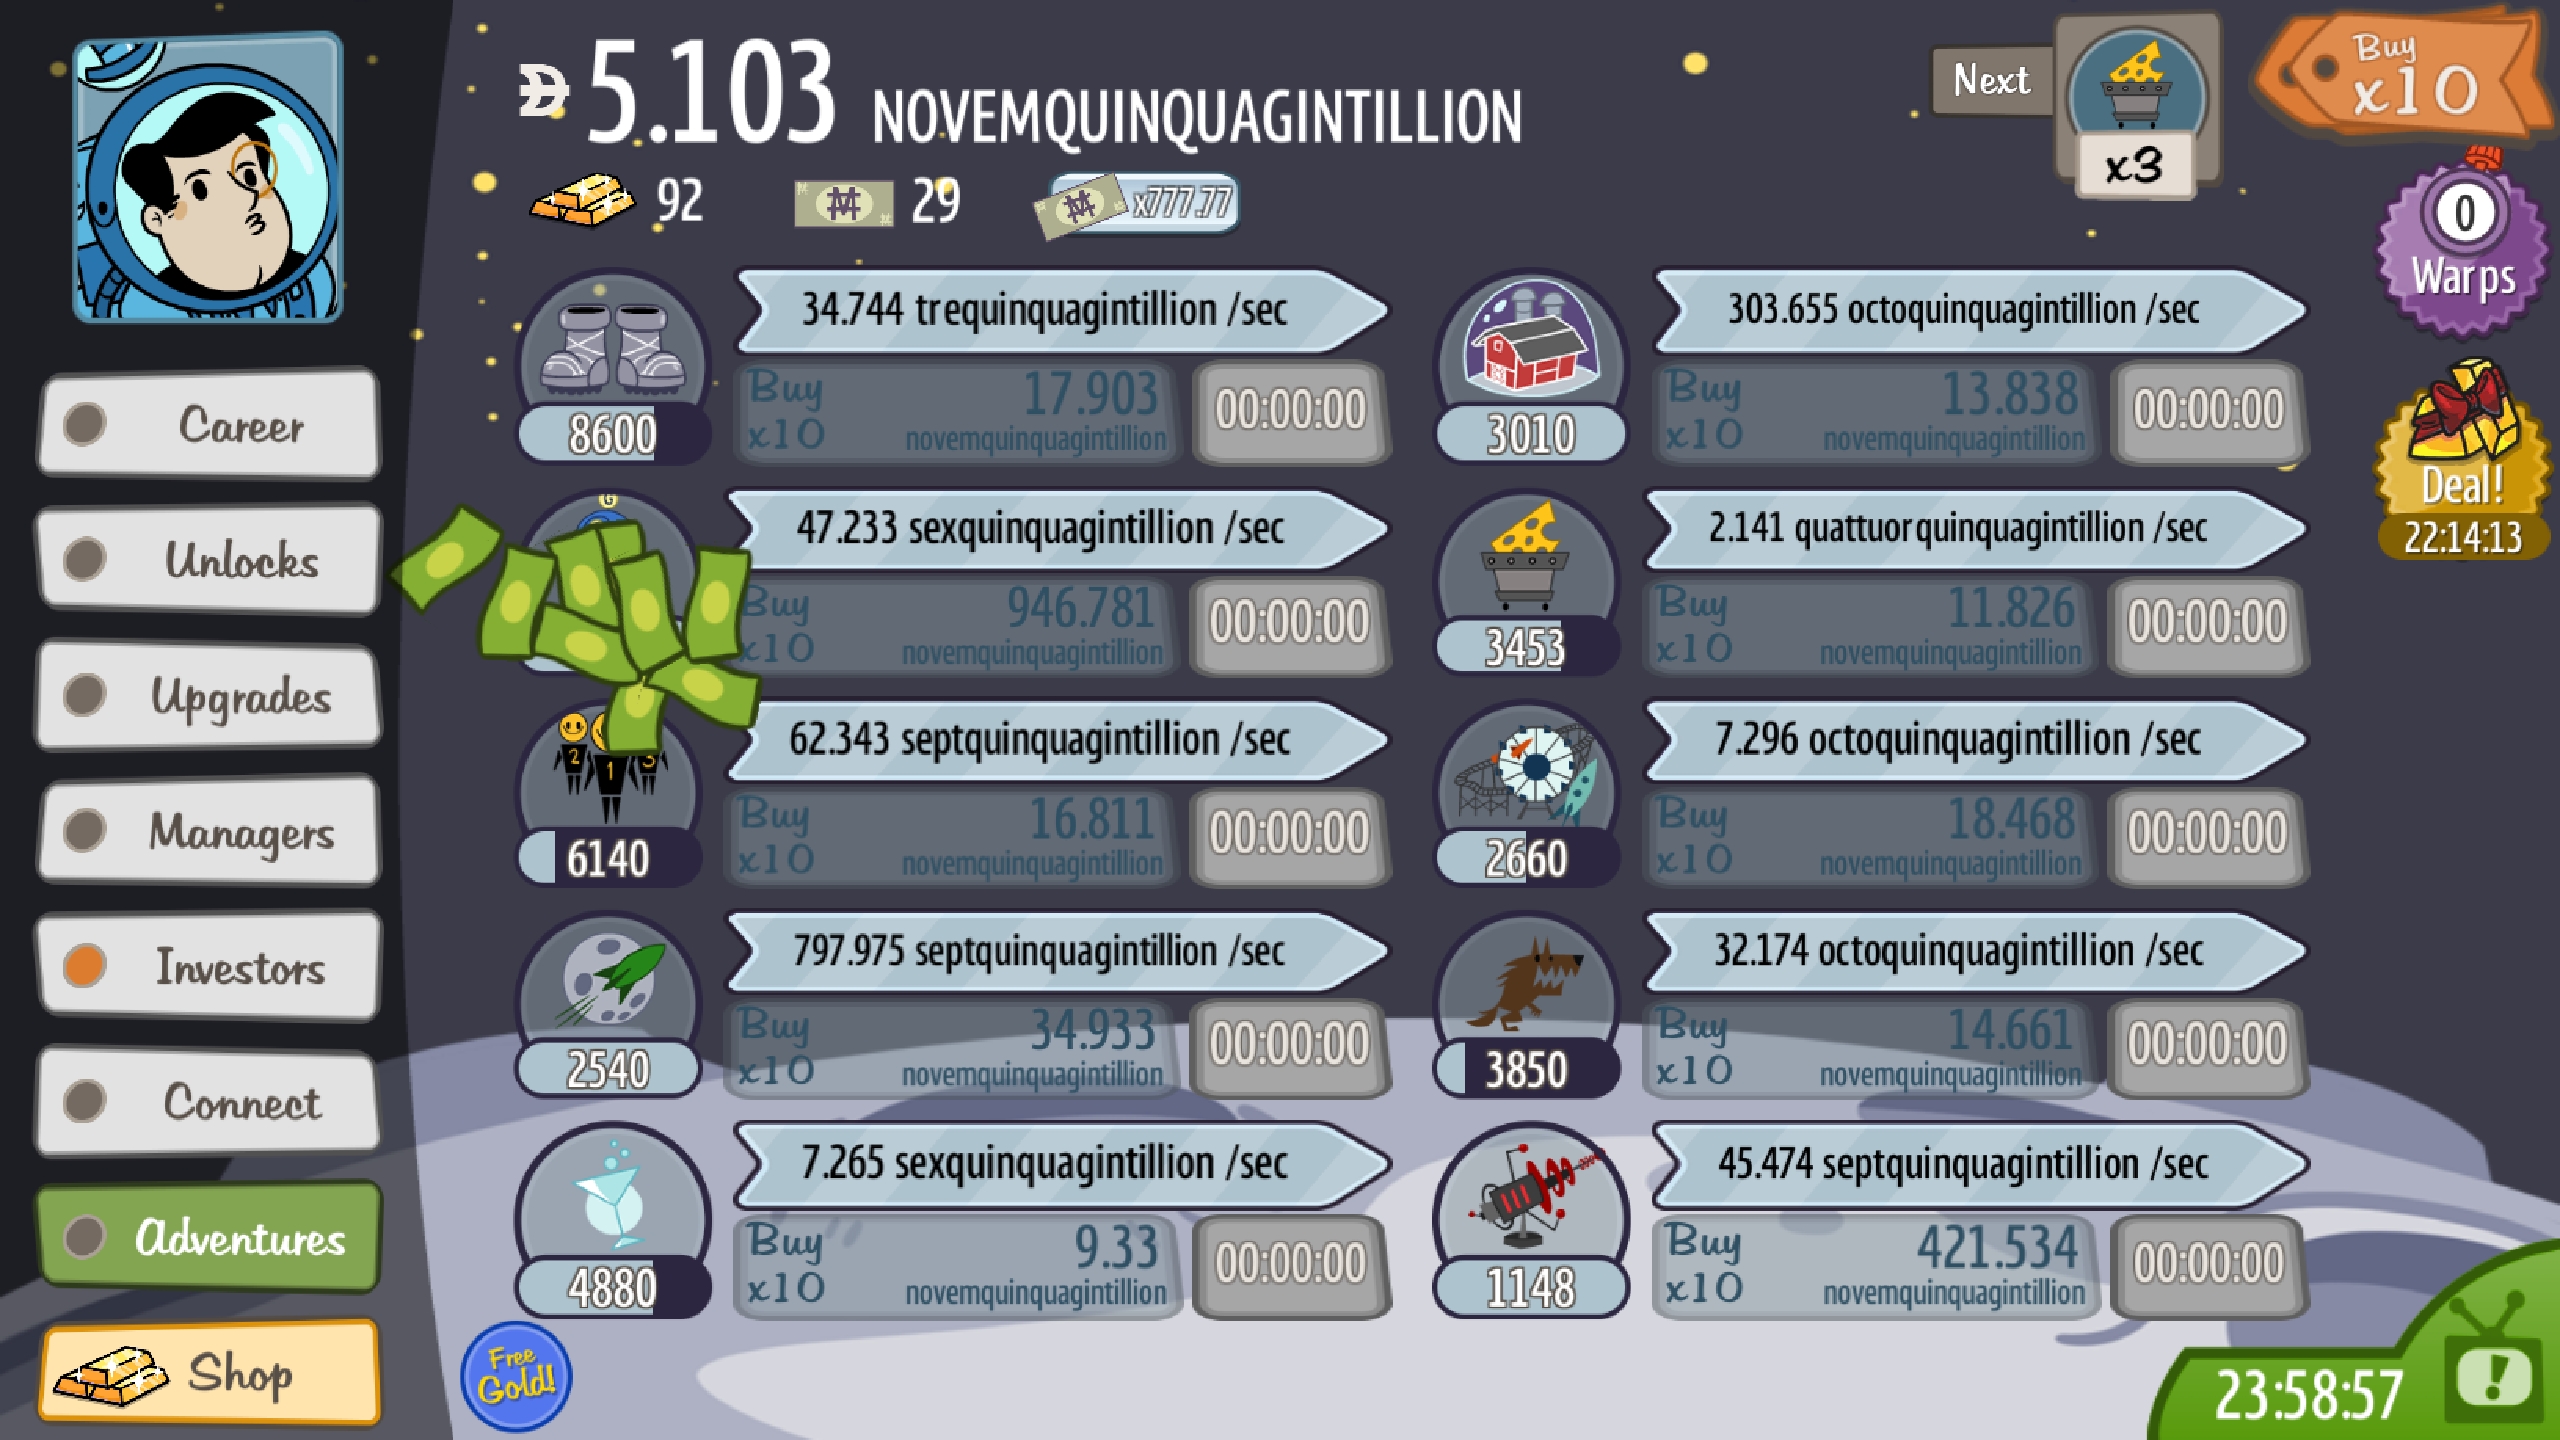 5.103 NOVEMQUINQUAGINTILLION
92
29
x777.77
Next
x3
Buy
x10
0
Warps
Deal!
22:14:13
Career
Unlocks
Upgrades
Managers
Investors
Connect
Adventures
Shop
34.744 trequinquagintillion /sec
Buy
x10
17.903
novemquinquagintillion
00:00:00
8600
303.655 octoquinquagintillion /sec
Buy
x10
13.838
novemquinquagintillion
00:00:00
3010
G
47.233 sexquinquagintillion /sec
Buy
x10
946.781
novemquinquagintillion
00:00:00
2.141 quattuorquinquagintillion /sec
Buy
x10
11.826
novemquinquagintillion
00:00:00
3453
2
1
3
62.343 septquinquagintillion /sec
Buy
x10
16.811
novemquinquagintillion
00:00:00
6140
7.296 octoquinquagintillion /sec
Buy
x10
18.468
novemquinquagintillion
00:00:00
2660
797.975 septquinquagintillion /sec
Buy
x10
34.933
novemquinquagintillion
00:00:00
2540
32.174 octoquinquagintillion /sec
Buy
x10
14.661
novemquinquagintillion
00:00:00
3850
7.265 sexquinquagintillion /sec
Buy
x10
9.33
novemquinquagintillion
00:00:00
4880
45.474 septquinquagintillion /sec
Buy
x10
421.534
novemquinquagintillion
00:00:00
1148
Free
Gold!
23:58:57
!